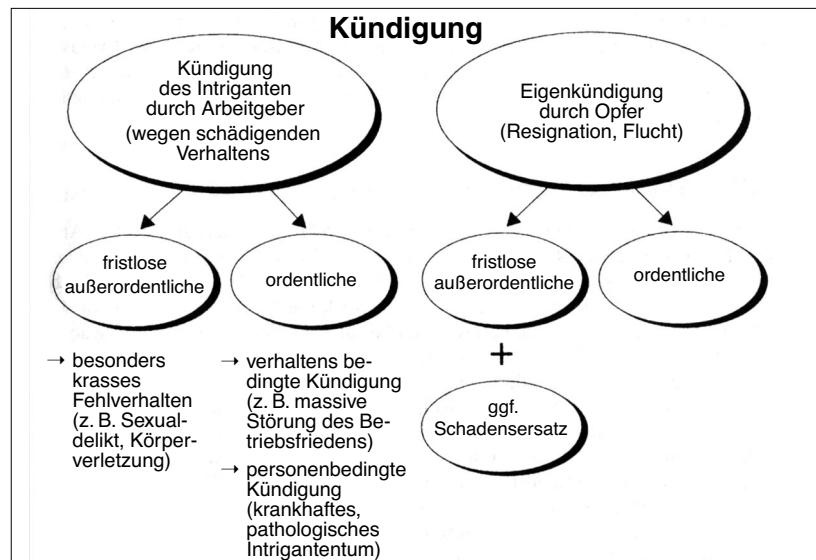 Kündigung
Kündigung
des Intriganten
durch Arbeitgeber
(wegen schädigenden
Verhaltens
Eigenkündigung
durch Opfer
(Resignation, Flucht)
fristlose
außerordentliche
ordentliche
fristlose
außerordentliche
ordentliche
→ besonders
krasses
Fehlverhalten
(z. B. Sexual-
delikt, Körper-
verletzung)
→ verhaltens be-
dingte Kündigung
(z. B. massive
Störung des Be-
triebsfriedens)
→ personenbedingte
Kündigung
(krankhaftes,
pathologisches
Intrigantentum)
+
ggf.
Schadensersatz